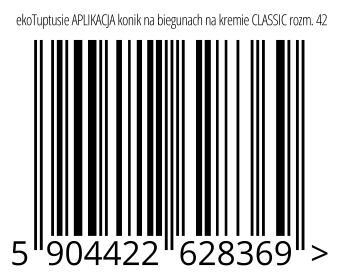 ekoTuptusie APLIKACJA konik na biegunach na kremie CLASSIC rozm. 42
5 904422 628369 >